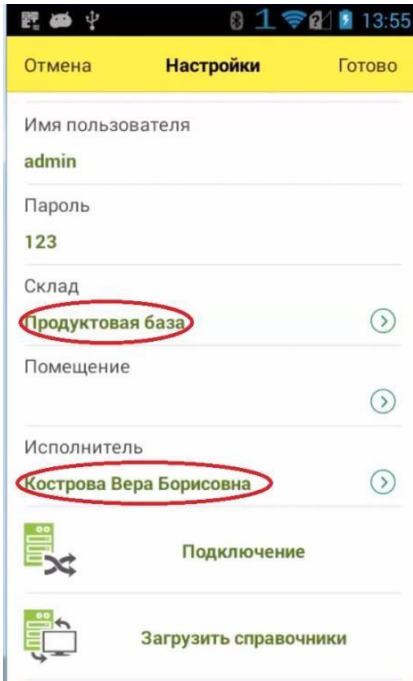 13:55
Отмена Настройки Готово
Имя пользователя
admin
Пароль
123
Склад
Продуктовая база
Помещение
Исполнитель
Кострова Вера Борисовна
Подключение
Загрузить справочники